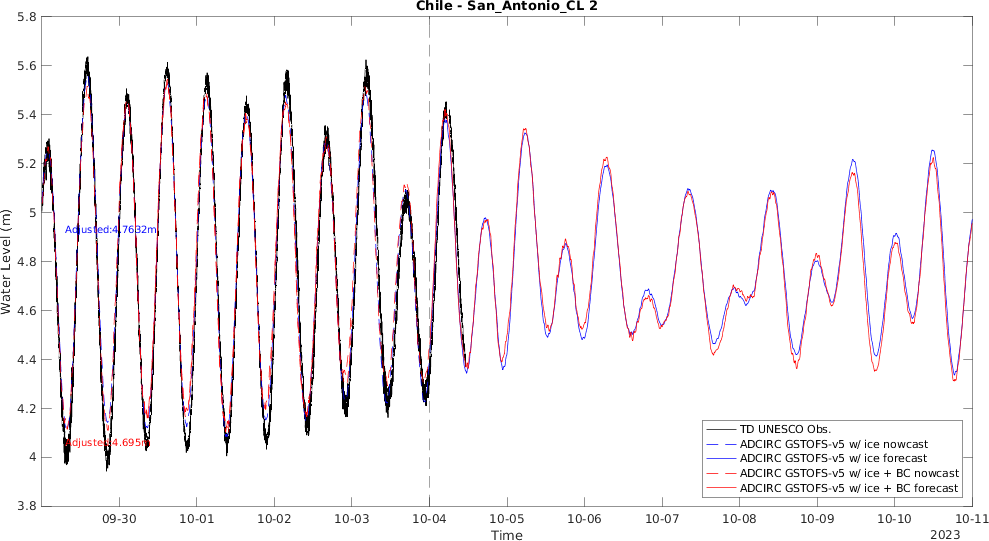 Chile - San_Antonio_CL 2
5.8
5.6
5.4
5.2
5
4.8
4.6
4.4
4.2
4
3.8
Water Level (m)
Adjusted:4.7632m
Adjusted:4.695m
TD UNESCO Obs.
ADCIRC GSTOFS-v5 w/ ice nowcast
ADCIRC GSTOFS-v5 w/ ice forecast
ADCIRC GSTOFS-v5 w/ ice + BC nowcast
ADCIRC GSTOFS-v5 w/ ice + BC forecast
09-30 10-01 10-02 10-03 10-04 10-05 10-06 10-07 10-08 10-09 10-10 10-11
Time
2023